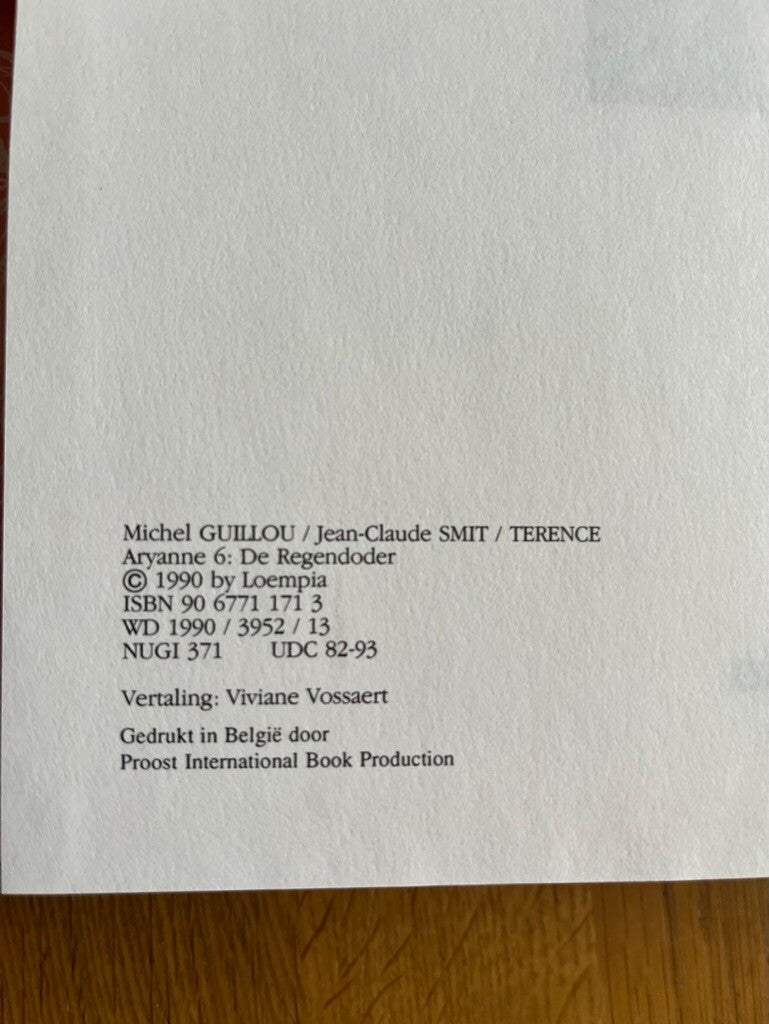 Michel GUILLOU / Jean-Claude SMIT / TERENCE
Aryanne 6: De Regendoder
© 1990 by Loempia
ISBN 90 6771 171 3
WD 1990 / 3952 / 13
NUGI 371 UDC 82-93
Vertaling: Viviane Vossaert
Gedrukt in België door
Proost International Book Production